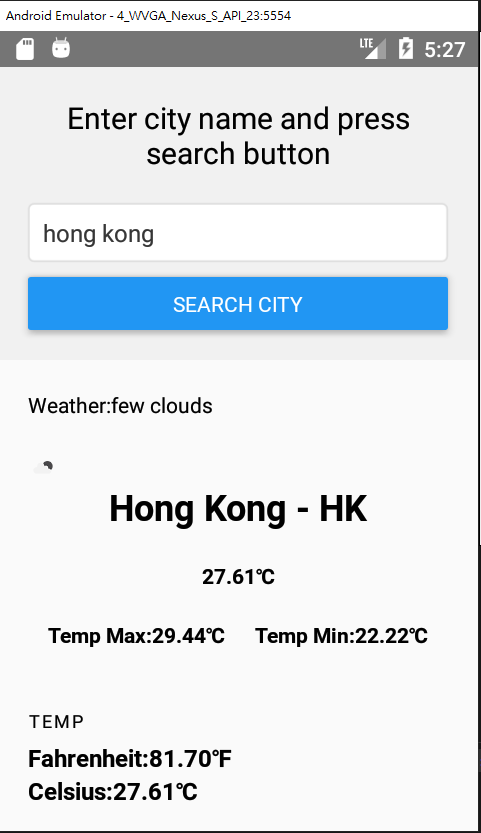 Android Emulator - 4_WVGA_Nexus_S_API_23:5554
LTE 5:27
Enter city name and press
search button
hong kong
SEARCH CITY
Weather:few clouds
Hong Kong - HK
27.61℃
Temp Max:29.44℃ Temp Min:22.22℃
TEMP
Fahrenheit:81.70℉
Celsius:27.61℃